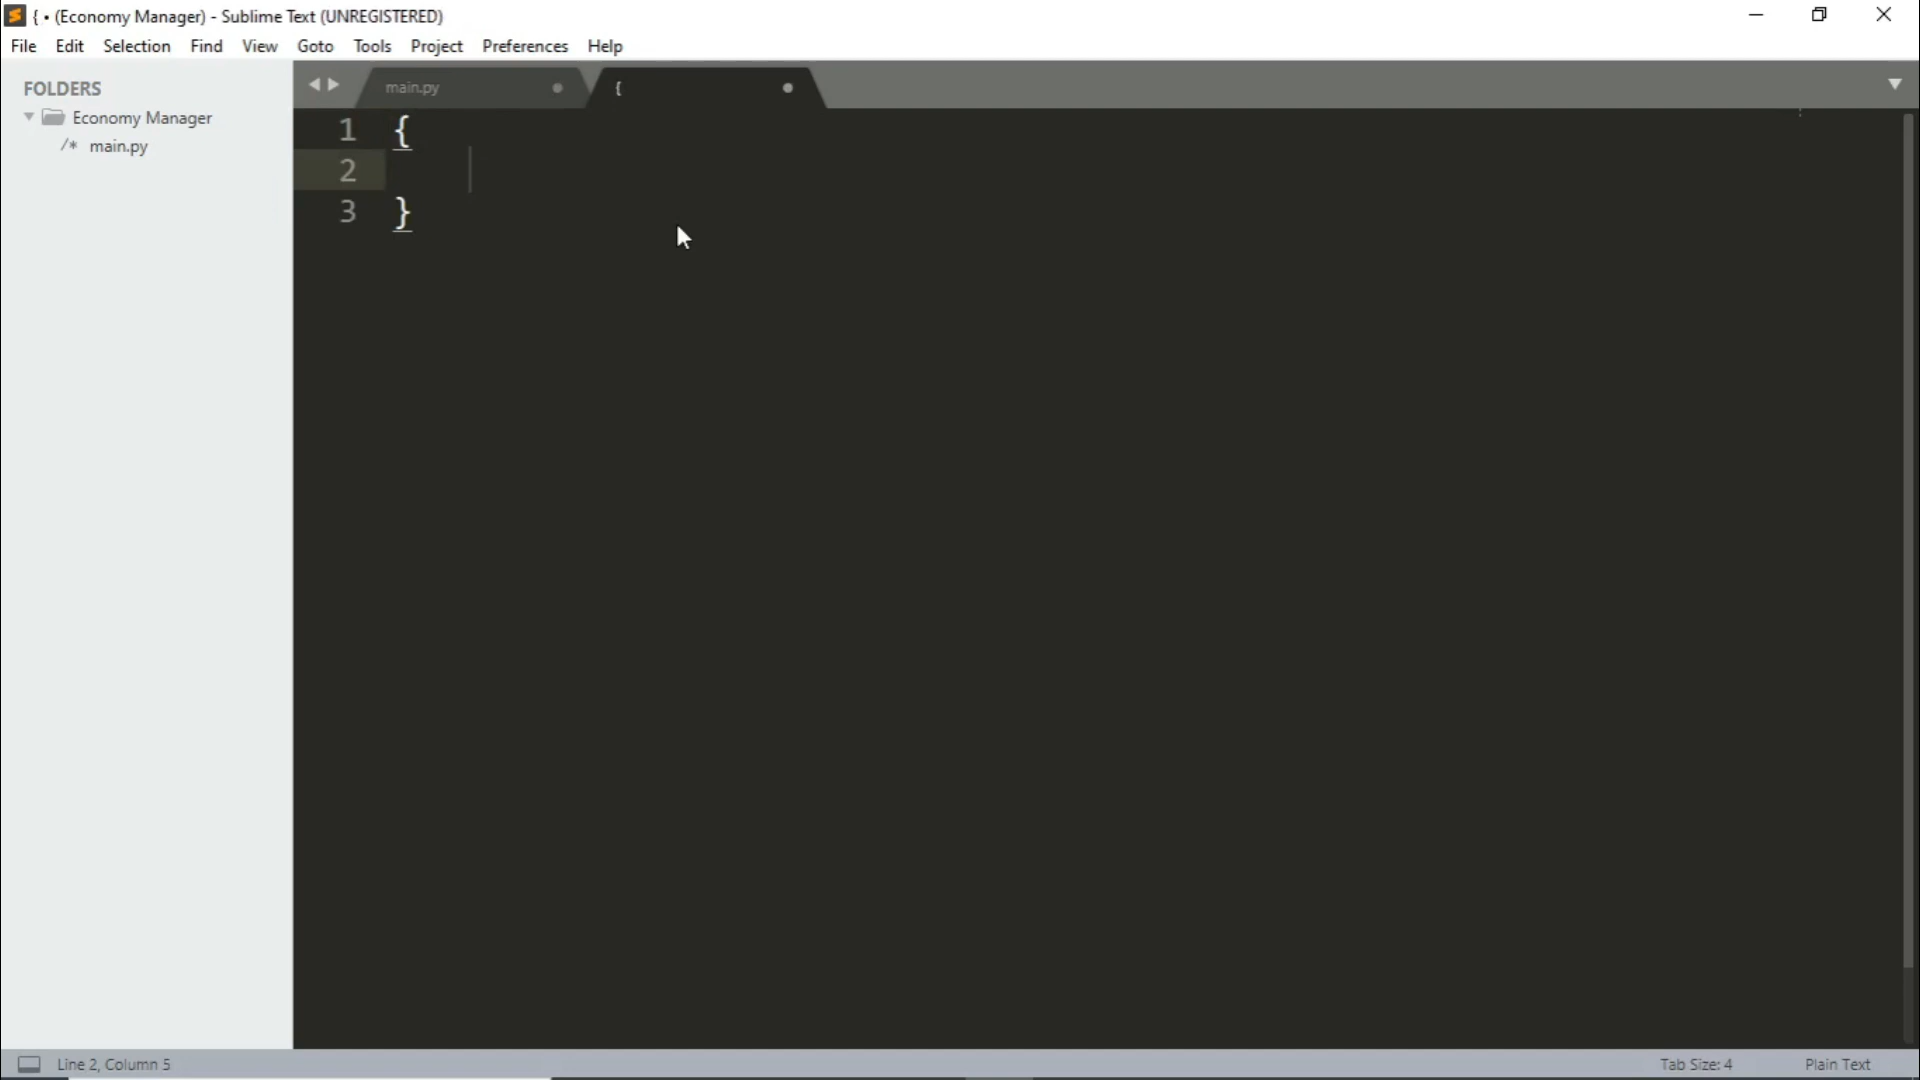 { • (Economy Manager) - Sublime Text (UNREGISTERED)
File Edit Selection Find View Goto Tools Project Preferences Help
FOLDERS
Economy Manager
/* main.py
main.py
{
1 {
2
3 }
Line 2, Column 5
Tab Size: 4
Plain Text